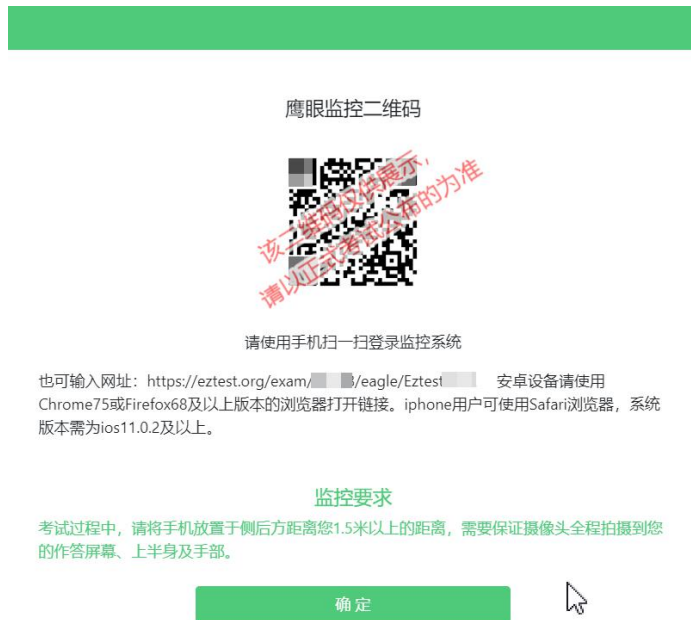 鹰眼监控二维码
该二维码仅供展示,
请以正式考试公布的为准
请使用手机扫一扫登录监控系统
也可输入网址：https://eztest.org/exam/ /eagle/Eztest 安卓设备请使用
Chrome75或Firefox68及以上版本的浏览器打开链接。iphone用户可使用Safari浏览器，系统
版本需为ios11.0.2及以上。
监控要求
考试过程中，请将手机放置于侧后方距离您1.5米以上的距离，需要保证摄像头全程拍摄到您
的作答屏幕、上半身及手部。
确定